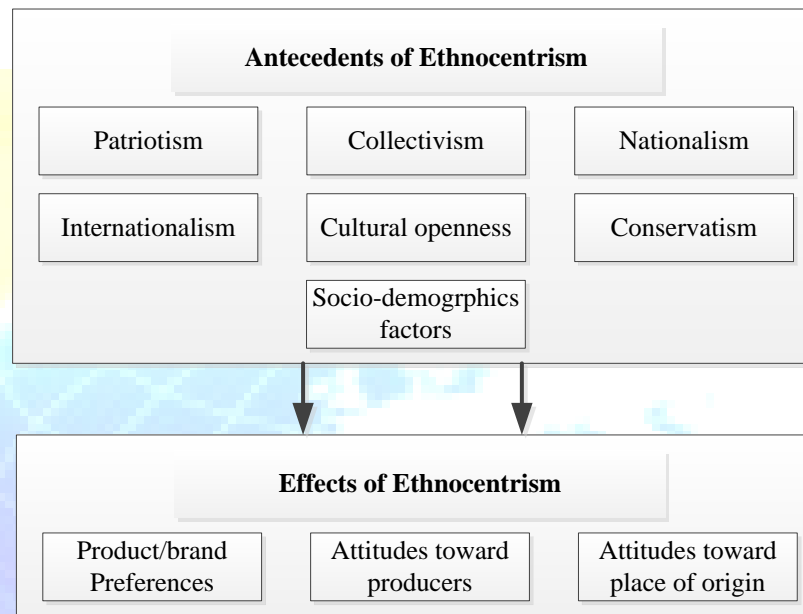 Antecedents of Ethnocentrism
Patriotism
Collectivism
Nationalism
Internationalism
Cultural openness
Conservatism
Socio-demogrphics
factors
Effects of Ethnocentrism
Product/brand
Preferences
Attitudes toward
producers
Attitudes toward
place of origin